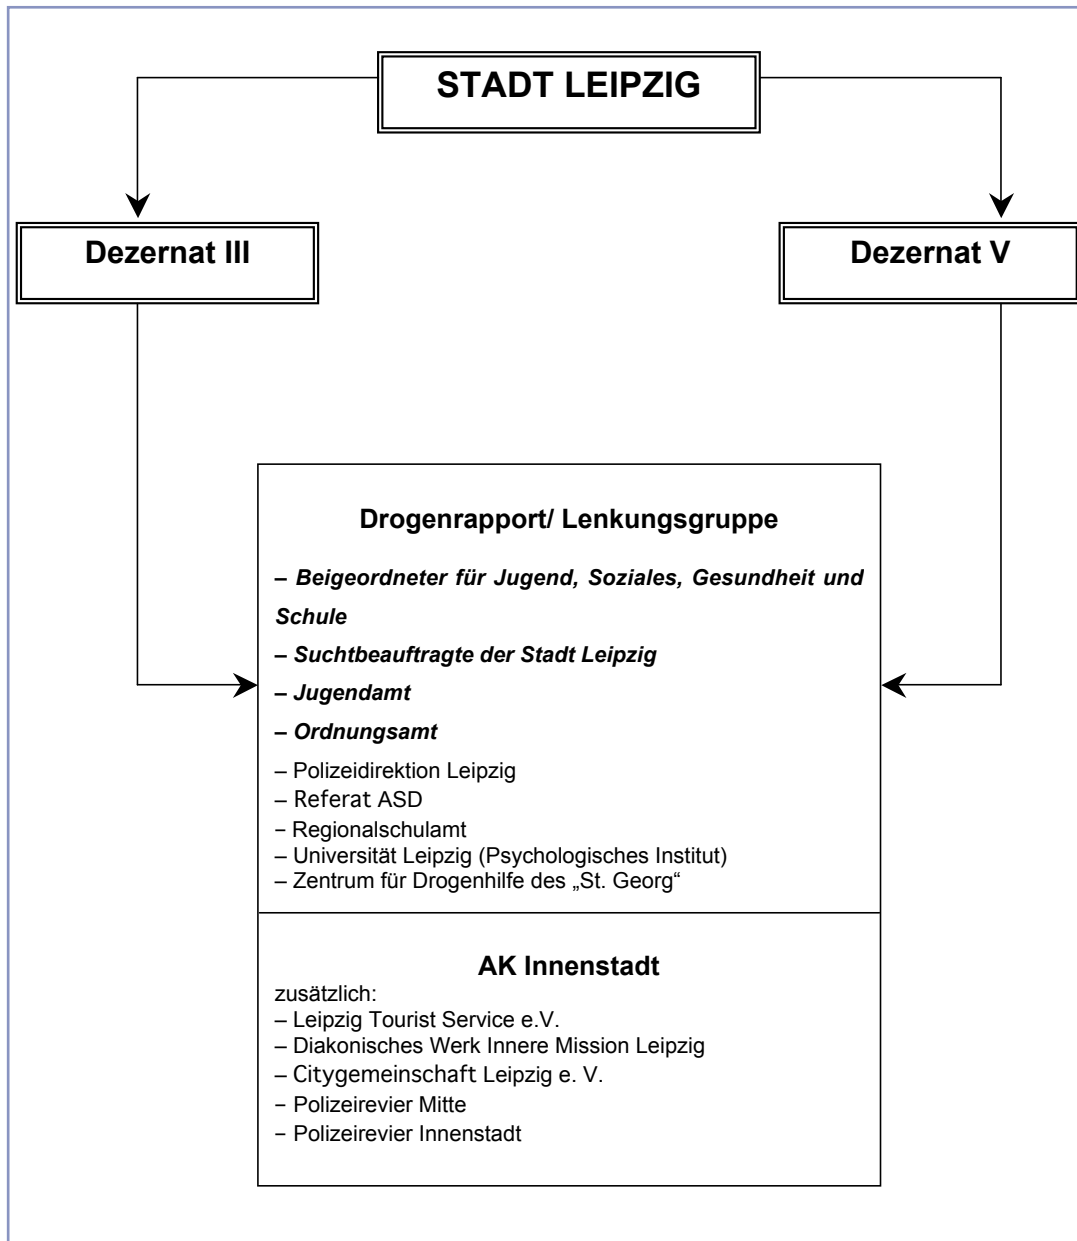 STADT LEIPZIG
Dezernat III
Dezernat V
Drogenrapport/ Lenkungsgruppe
– Beigeordneter für Jugend, Soziales, Gesundheit und
Schule
– Suchtbeauftragte der Stadt Leipzig
– Jugendamt
– Ordnungsamt
– Polizeidirektion Leipzig
– Referat ASD
– Regionalschulamt
– Universität Leipzig (Psychologisches Institut)
– Zentrum für Drogenhilfe des „St. Georg“
AK Innenstadt
zusätzlich:
– Leipzig Tourist Service e.V.
– Diakonisches Werk Innere Mission Leipzig
– Citygemeinschaft Leipzig e. V.
– Polizeirevier Mitte
– Polizeirevier Innenstadt